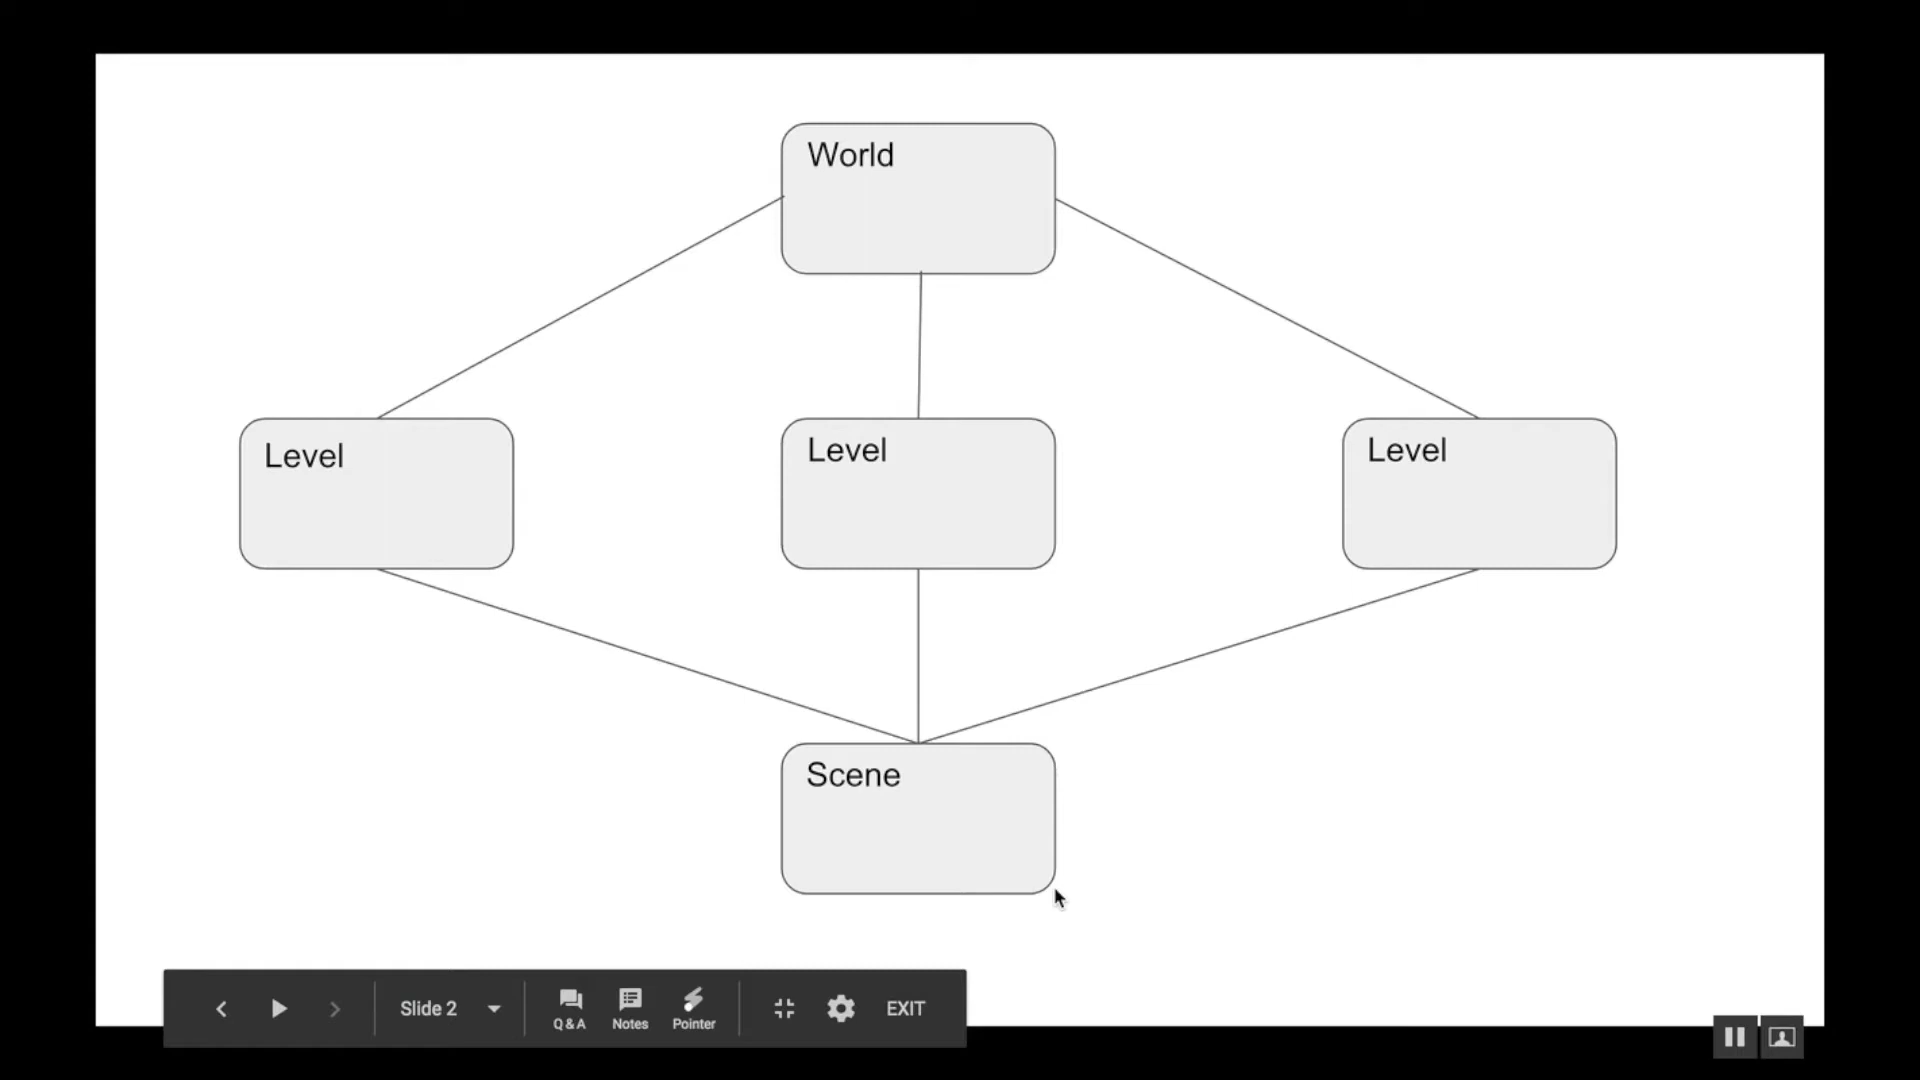 World
Level
Level
Level
Scene
Slide 2
Q & A
Notes
Pointer
EXIT